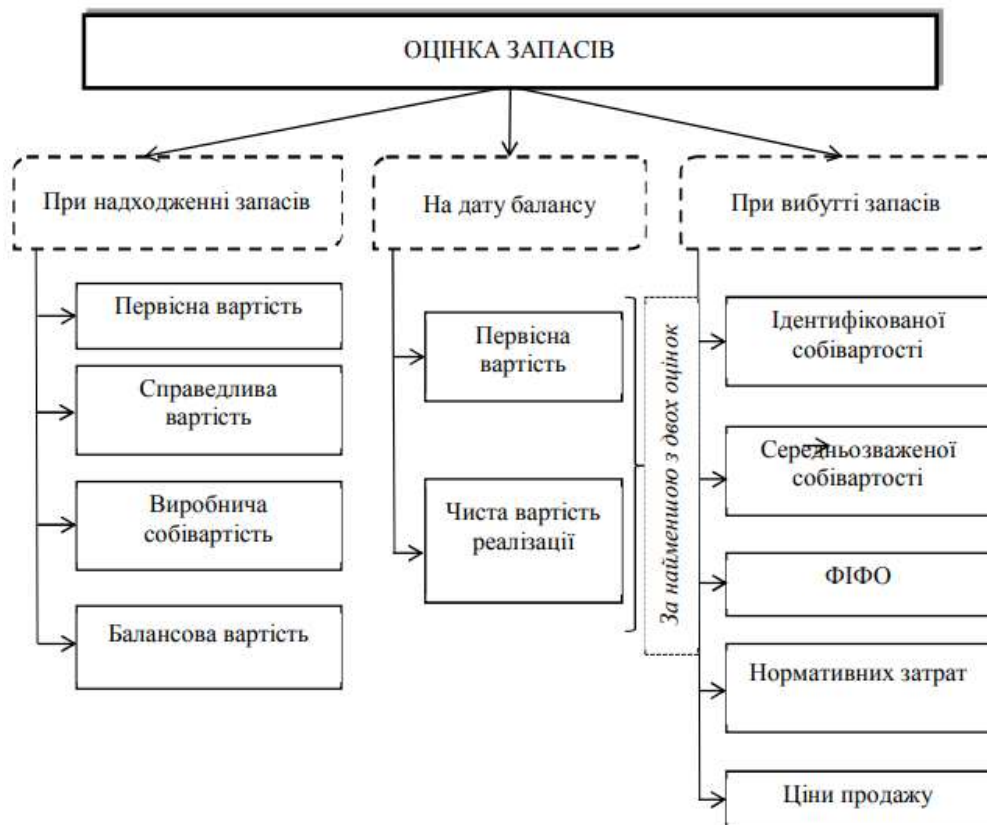 ОЦІНКА ЗАПАСІВ
При надходженні запасів
Первісна вартість
Справедлива
вартість
Виробнича
собівартість
Балансова вартість
На дату балансу
Первісна
вартість
Чиста вартість
реалізації
За найменшою з двох оцінок
При вибутті запасів
Ідентифікованої
собівартості
Середньозваженої
собівартості
ФІФО
Нормативних затрат
Ціни продажу